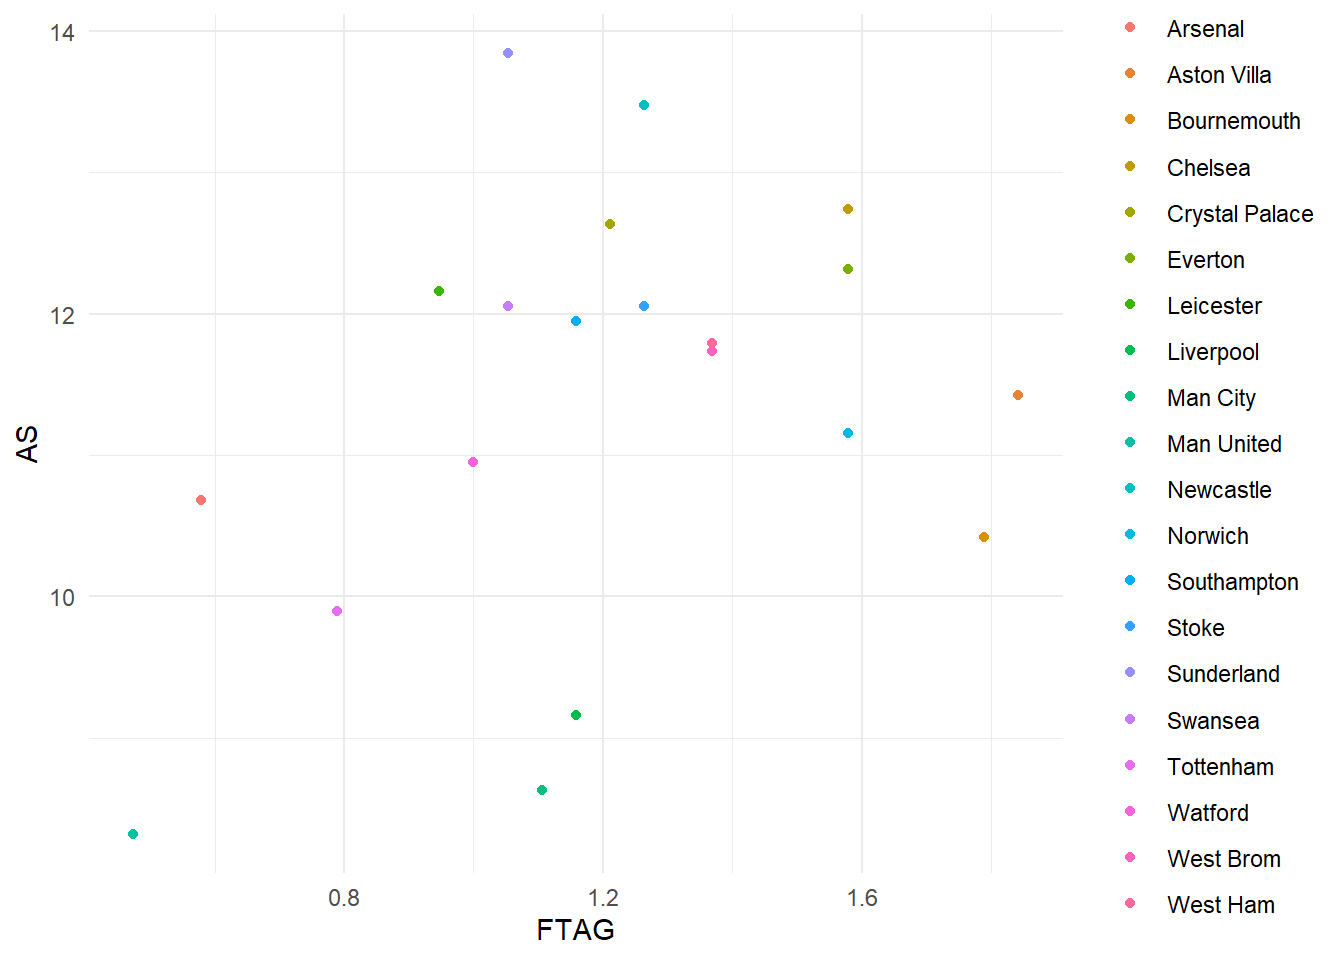 14
12
10
AS
0.8
1.2
1.6
FTAG
Arsenal
Aston Villa
Bournemouth
Chelsea
Crystal Palace
Everton
Leicester
Liverpool
Man City
Man United
Newcastle
Norwich
Southampton
Stoke
Sunderland
Swansea
Tottenham
Watford
West Brom
West Ham